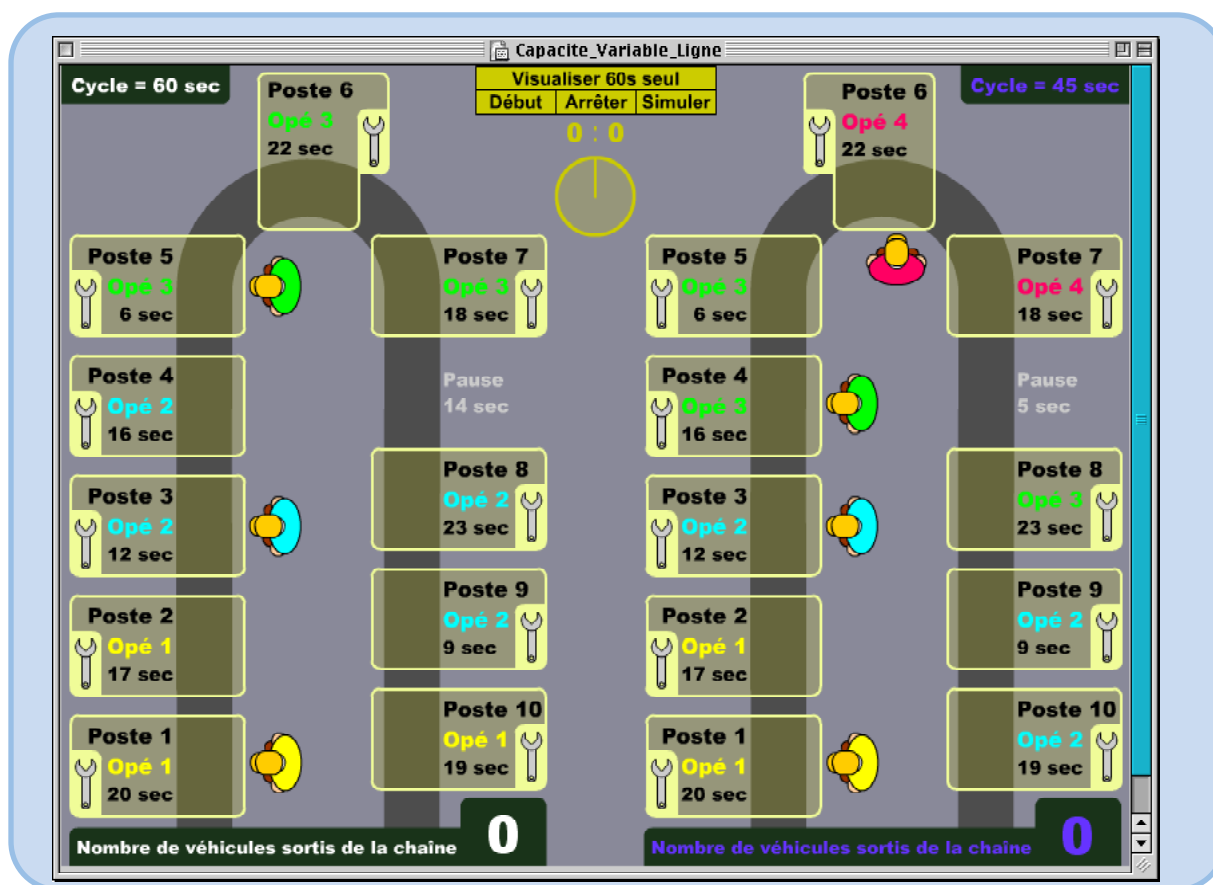 Capacite_Variable_Ligne
Cycle = 60 sec
Visualiser 60s seul
Début Arrêter Simuler
0 : 0
Cycle = 45 sec
Poste 6
Opé 3
22 sec
Poste 5
Opé 3
6 sec
Poste 7
Opé 3
18 sec
Poste 4
Opé 2
16 sec
Pause
14 sec
Poste 3
Opé 2
12 sec
Poste 8
Opé 2
23 sec
Poste 2
Opé 1
17 sec
Poste 9
Opé 2
9 sec
Poste 1
Opé 1
20 sec
Poste 10
Opé 1
19 sec
Nombre de véhicules sortis de la chaîne 0
Poste 6
Opé 4
22 sec
Poste 5
Opé 3
6 sec
Poste 7
Opé 4
18 sec
Poste 4
Opé 3
16 sec
Pause
5 sec
Poste 3
Opé 2
12 sec
Poste 8
Opé 3
23 sec
Poste 2
Opé 1
17 sec
Poste 9
Opé 2
9 sec
Poste 1
Opé 1
20 sec
Poste 10
Opé 2
19 sec
Nombre de véhicules sortis de la chaîne 0